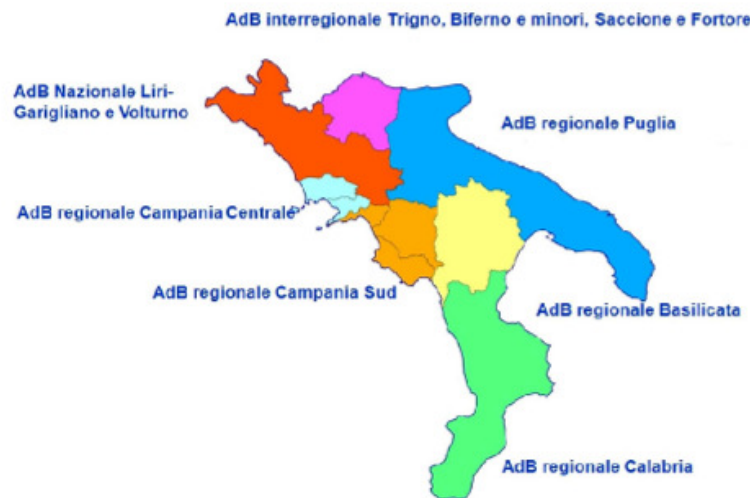 AdB interregionale Trigno, Biferno e minori, Saccione e Fortore
AdB Nazionale Liri-
Garigliano e Volturno
AdB regionale Puglia
AdB regionale Campania Centrale
AdB regionale Campania Sud
AdB regionale Basilicata
AdB regionale Calabria